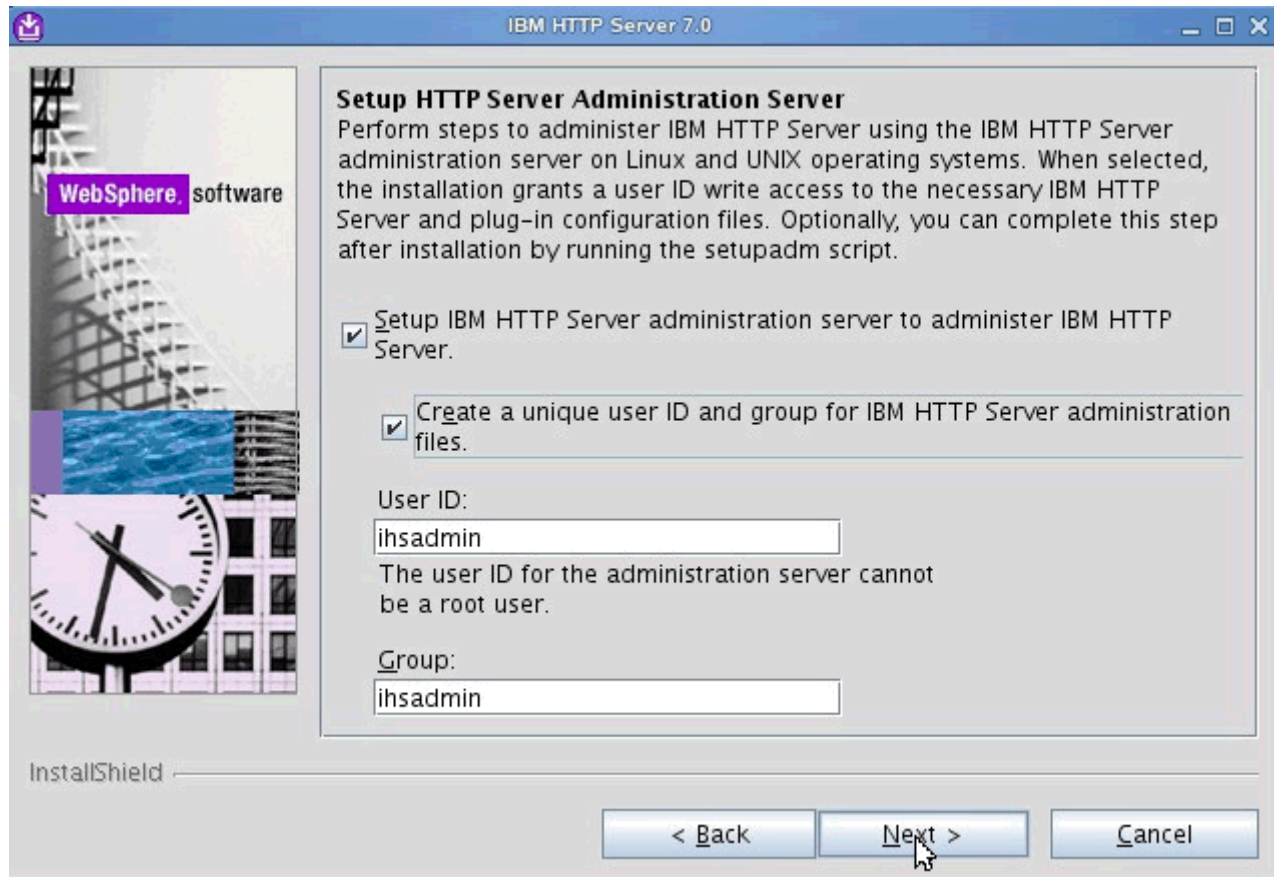 IBM HTTP Server 7.0
WebSphere. software
Setup HTTP Server Administration Server
Perform steps to administer IBM HTTP Server using the IBM HTTP Server
administration server on Linux and UNIX operating systems. When selected,
the installation grants a user ID write access to the necessary IBM HTTP
Server and plug-in configuration files. Optionally, you can complete this step
after installation by running the setupadm script.
Setup IBM HTTP Server administration server to administer IBM HTTP
Server.
Create a unique user ID and group for IBM HTTP Server administration
files.
User ID:
ihsadmin
The user ID for the administration server cannot
be a root user.
Group:
ihsadmin
InstallShield
< Back
Next >
Cancel